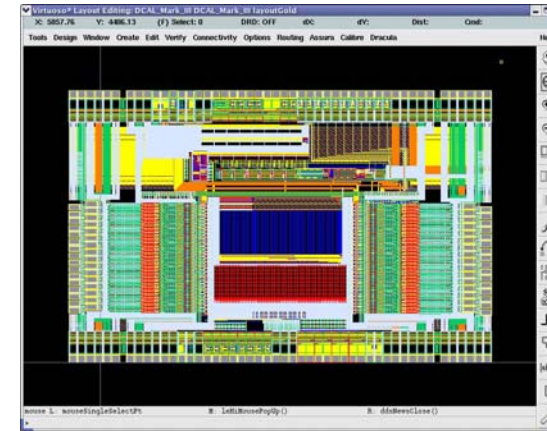 Virtuoso® Layout Editing: DCAL_Mark_III DCAL_Mark_III layoutGold
X: 5857.76 Y: 4406.13 (F) Select: 0 DRD: OFF dX: dY: Dist: Cmd:
Tools Design Window Create Edit Verify Connectivity Options Routing Assura Calibre Dracula
mouse L: mouseSingleSelectPt M: leHiMousePopUp() R: ddsNewsClose()
>